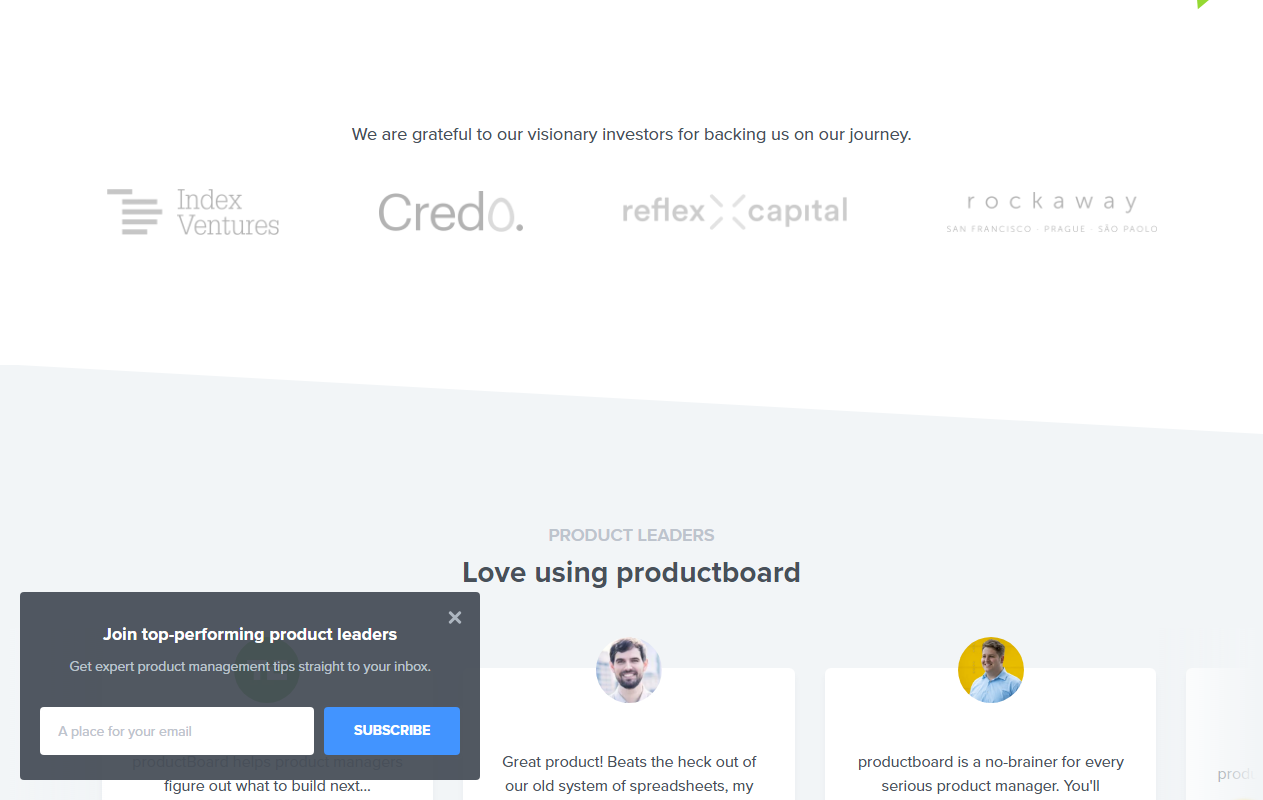 We are grateful to our visionary investors for backing us on our journey.
Index
Ventures
Credo.
reflex capital
rockaway
SAN FRANCISCO · PRAGUE · SÃO PAOLO
PRODUCT LEADERS
Love using productboard
Join top-performing product leaders
Get expert product management tips straight to your inbox.
A place for your email
SUBSCRIBE
productBoard helps product managers
figure out what to build next...
Great product! Beats the heck out of
our old system of spreadsheets, my
productboard is a no-brainer for every
serious product manager. You'll